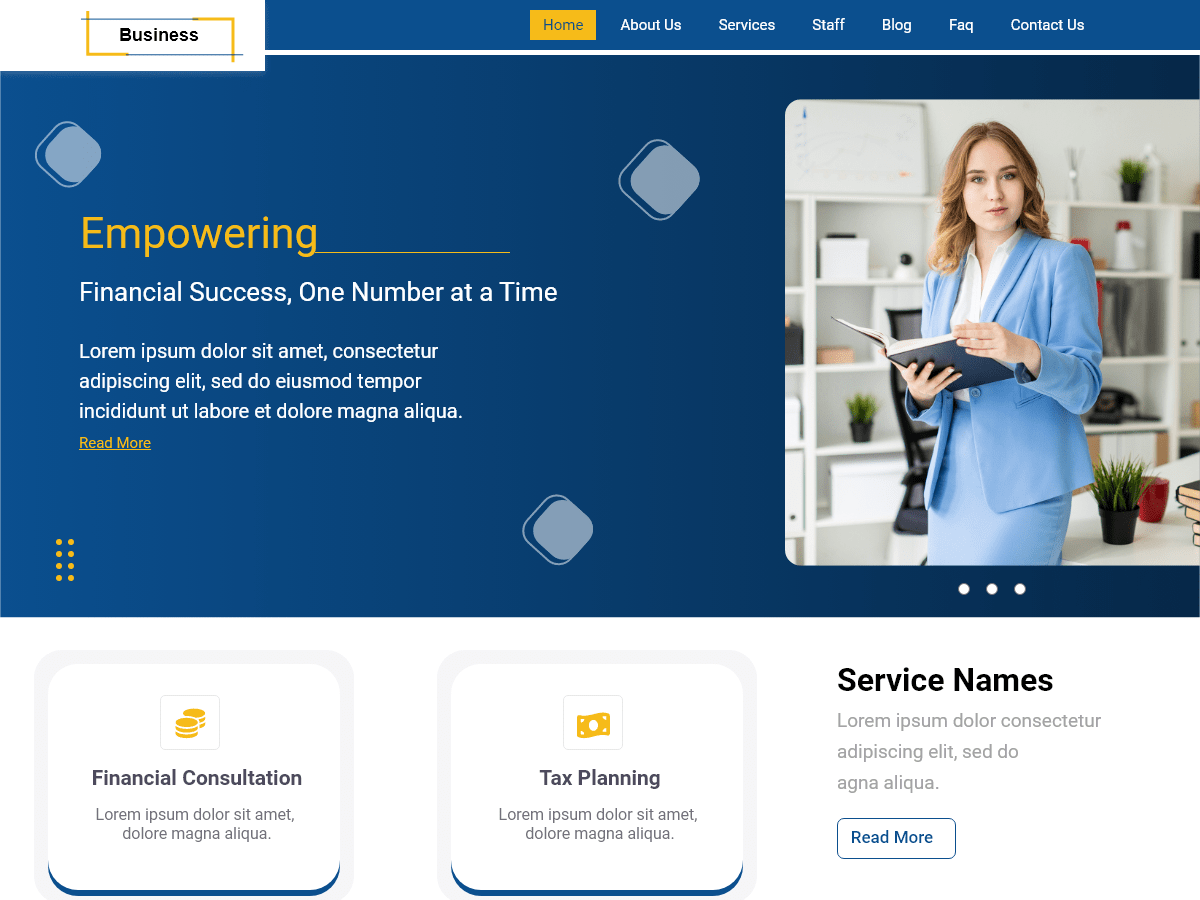 Business
Home
About Us
Services
Staff
Blog
Faq
Contact Us
Empowering
Financial Success, One Number at a Time
Lorem ipsum dolor sit amet, consectetur
adipiscing elit, sed do eiusmod tempor
incididunt ut labore et dolore magna aliqua.
Read More
Financial Consultation
Lorem ipsum dolor sit amet,
dolore magna aliqua.
Tax Planning
Lorem ipsum dolor sit amet,
dolore magna aliqua.
Service Names
Lorem ipsum dolor consectetur
adipiscing elit, sed do
agna aliqua.
Read More